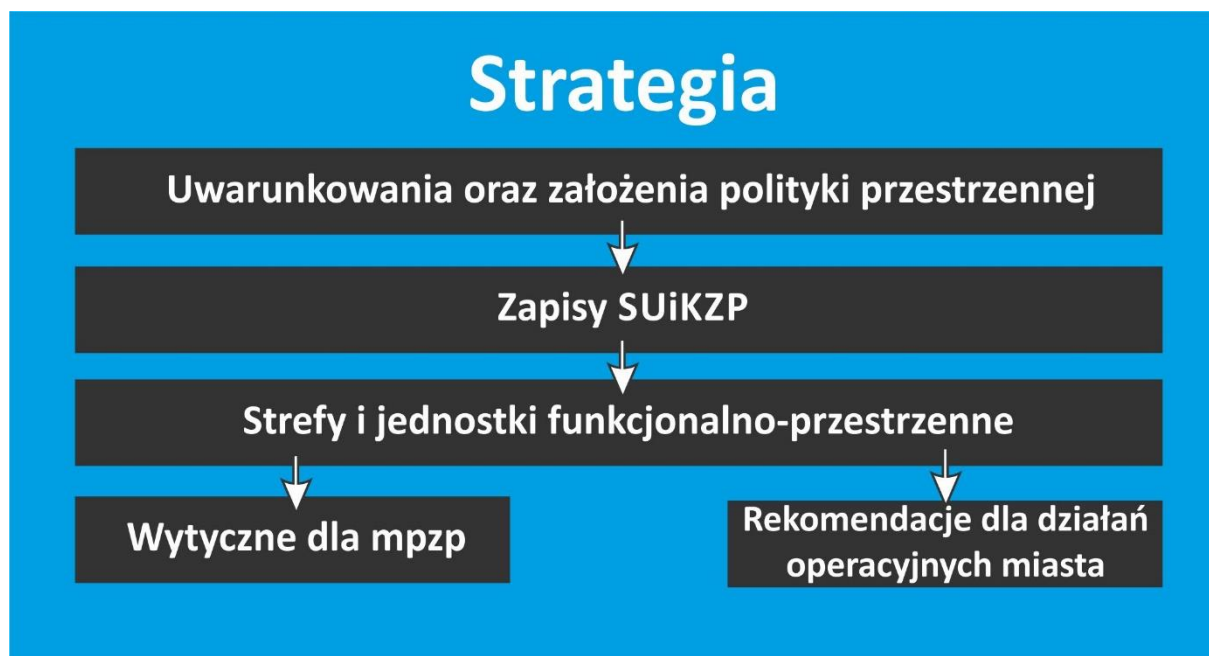 Strategia
Uwarunkowania oraz założenia polityki przestrzennej
Zapisy SUiKZP
Strefy i jednostki funkcjonalno-przestrzenne
Wytyczne dla mpzp
Rekomendacje dla działań
operacyjnych miasta